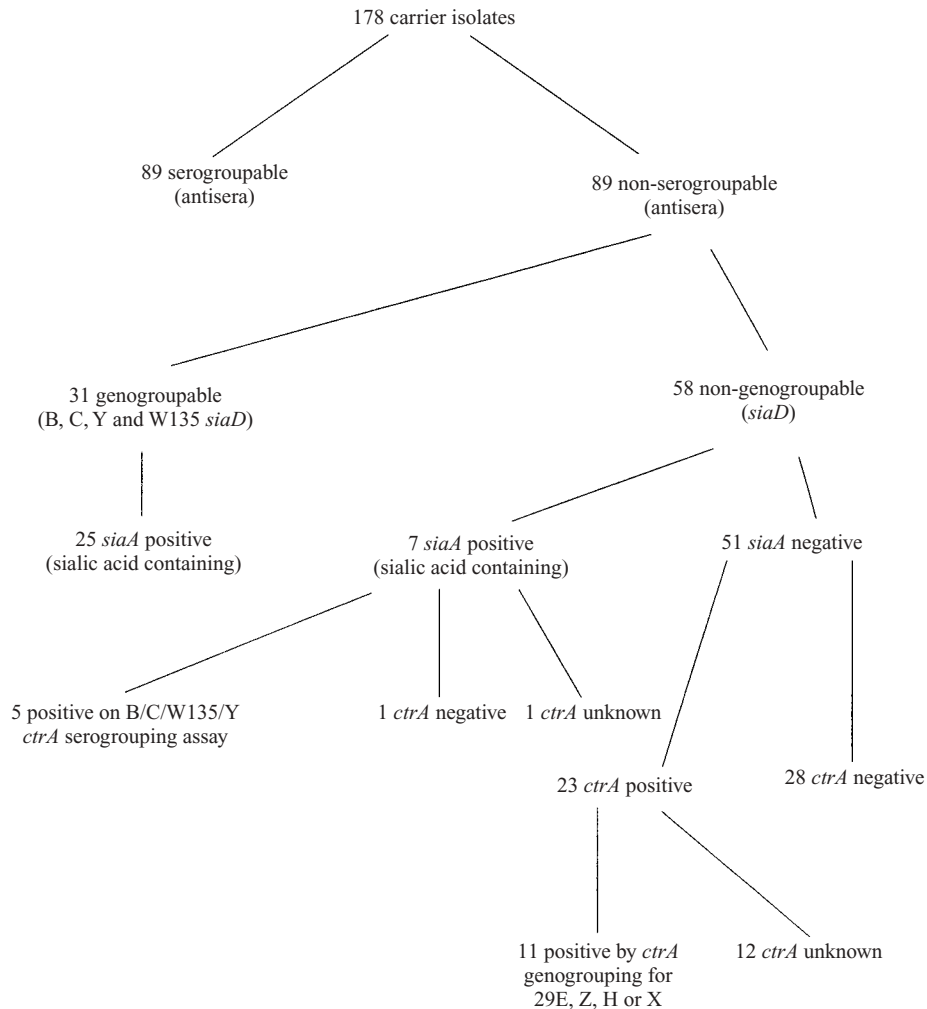 178 carrier isolates
89 serogroupable
(antisera)
89 non-serogroupable
(antisera)
31 genogroupable
(B, C, Y and W135 siaD)
58 non-genogroupable
(siaD)
25 siaA positive
(sialic acid containing)
7 siaA positive
(sialic acid containing)
51 siaA negative
5 positive on B/C/W135/Y
ctrA serogrouping assay
1 ctrA negative
1 ctrA unknown
23 ctrA positive
28 ctrA negative
11 positive by ctrA
genogrouping for
29E, Z, H or X
12 ctrA unknown